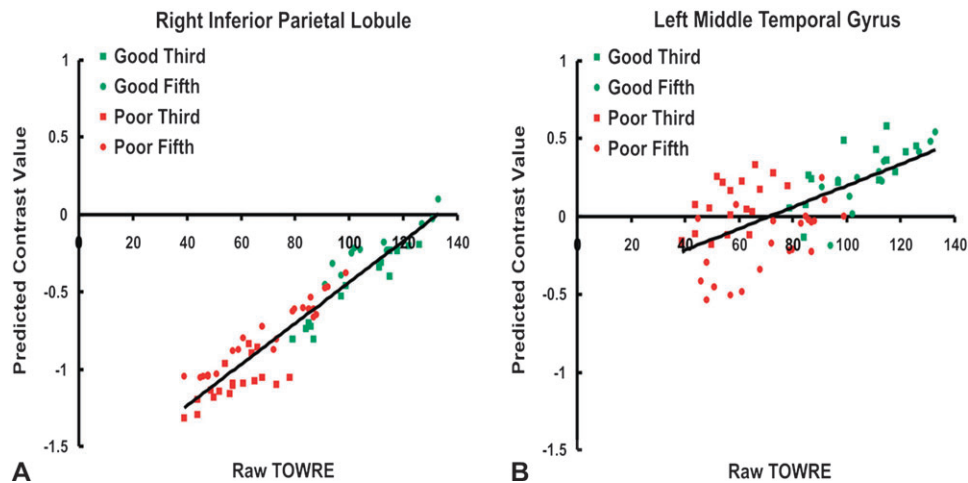 Right Inferior Parietal Lobule
Good Third
Good Fifth
Poor Third
Poor Fifth
Predicted Contrast Value
1
0.5
0
-0.5
-1
-1.5
0 20 40 60 80 100 120 140
Raw TOWRE
A
Left Middle Temporal Gyrus
Good Third
Good Fifth
Poor Third
Poor Fifth
Predicted Contrast Value
1
0.5
0
-0.5
-1
-1.5
0 20 40 60 80 100 120 140
Raw TOWRE
B